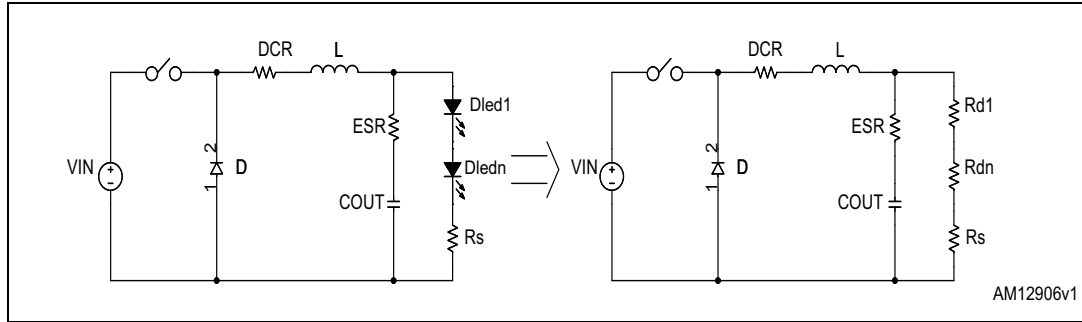 DCR
L
Dled1
ESR
2
VIN
+
-
D
Dledn
1
COUT
Rs
DCR
L
Rd1
ESR
2
VIN
+
-
D
Rdn
1
COUT
Rs
AM12906v1